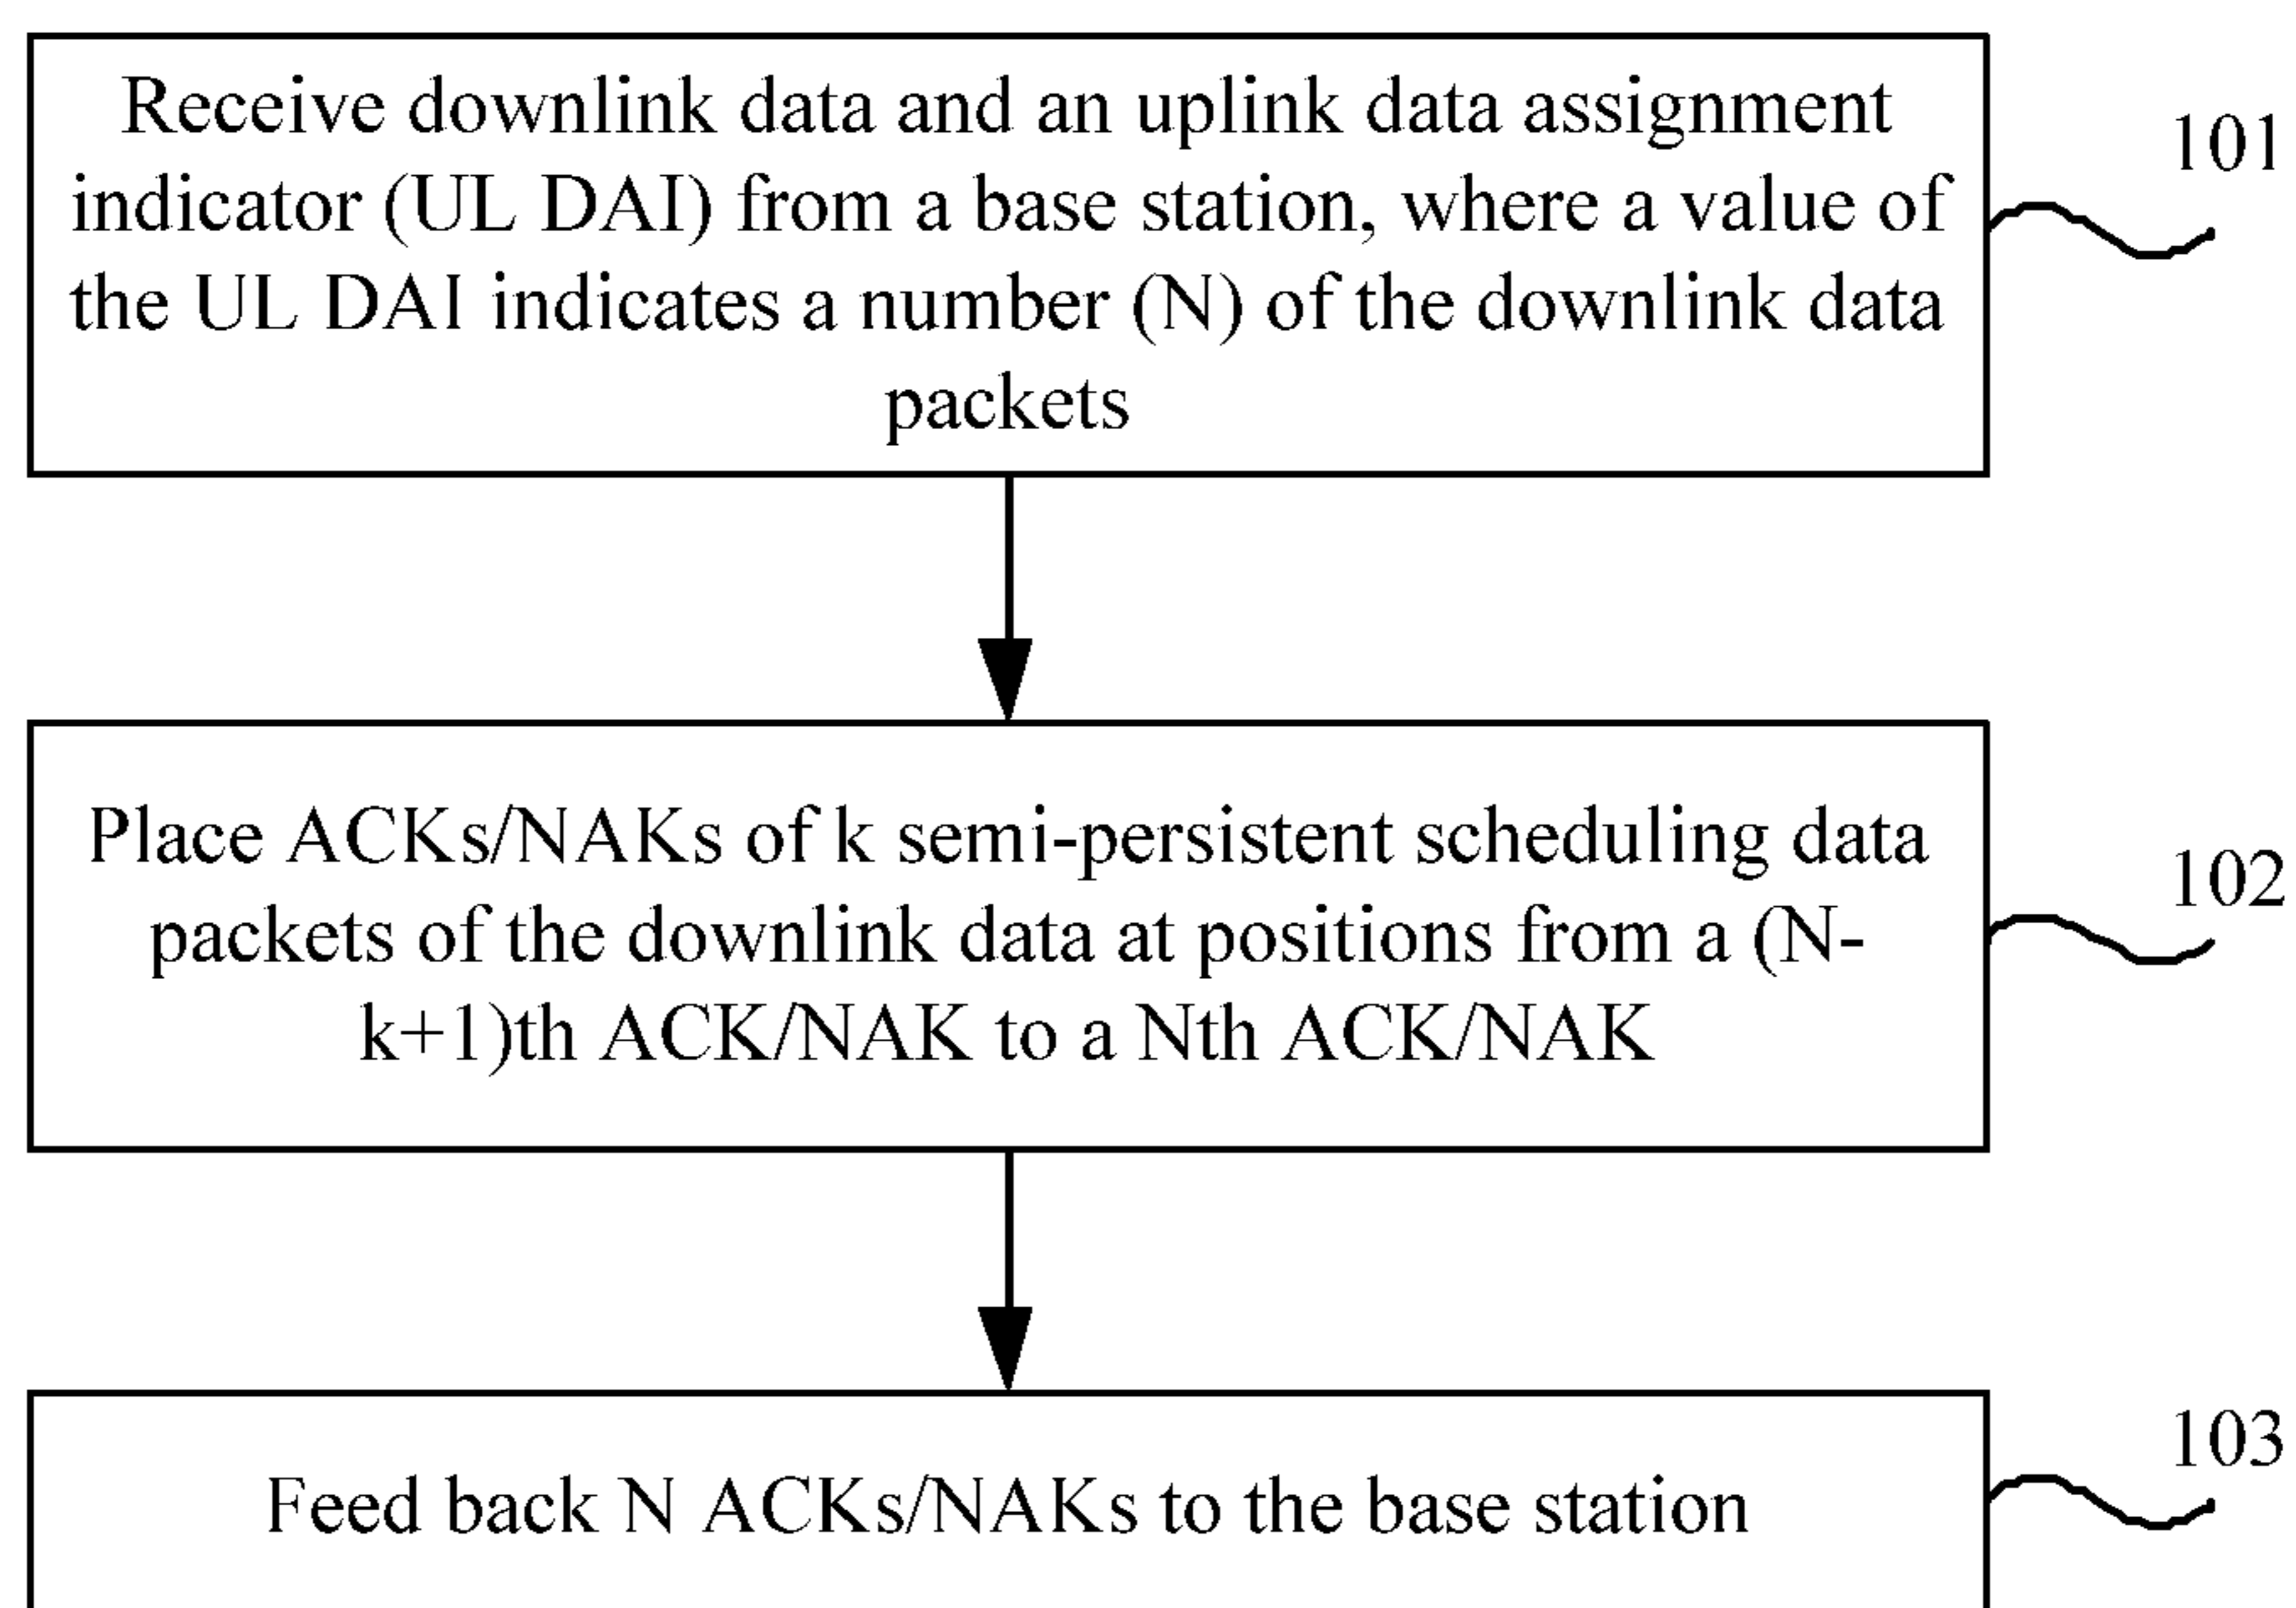 Receive downlink data and an uplink data assignment
indicator (UL DAI) from a base station, where a value of
the UL DAI indicates a number (N) of the downlink data
packets
101
Place ACKs/NAKs of k semi-persistent scheduling data
packets of the downlink data at positions from a (N-
k+1)th ACK/NAK to a Nth ACK/NAK
102
Feed back N ACKs/NAKs to the base station
103